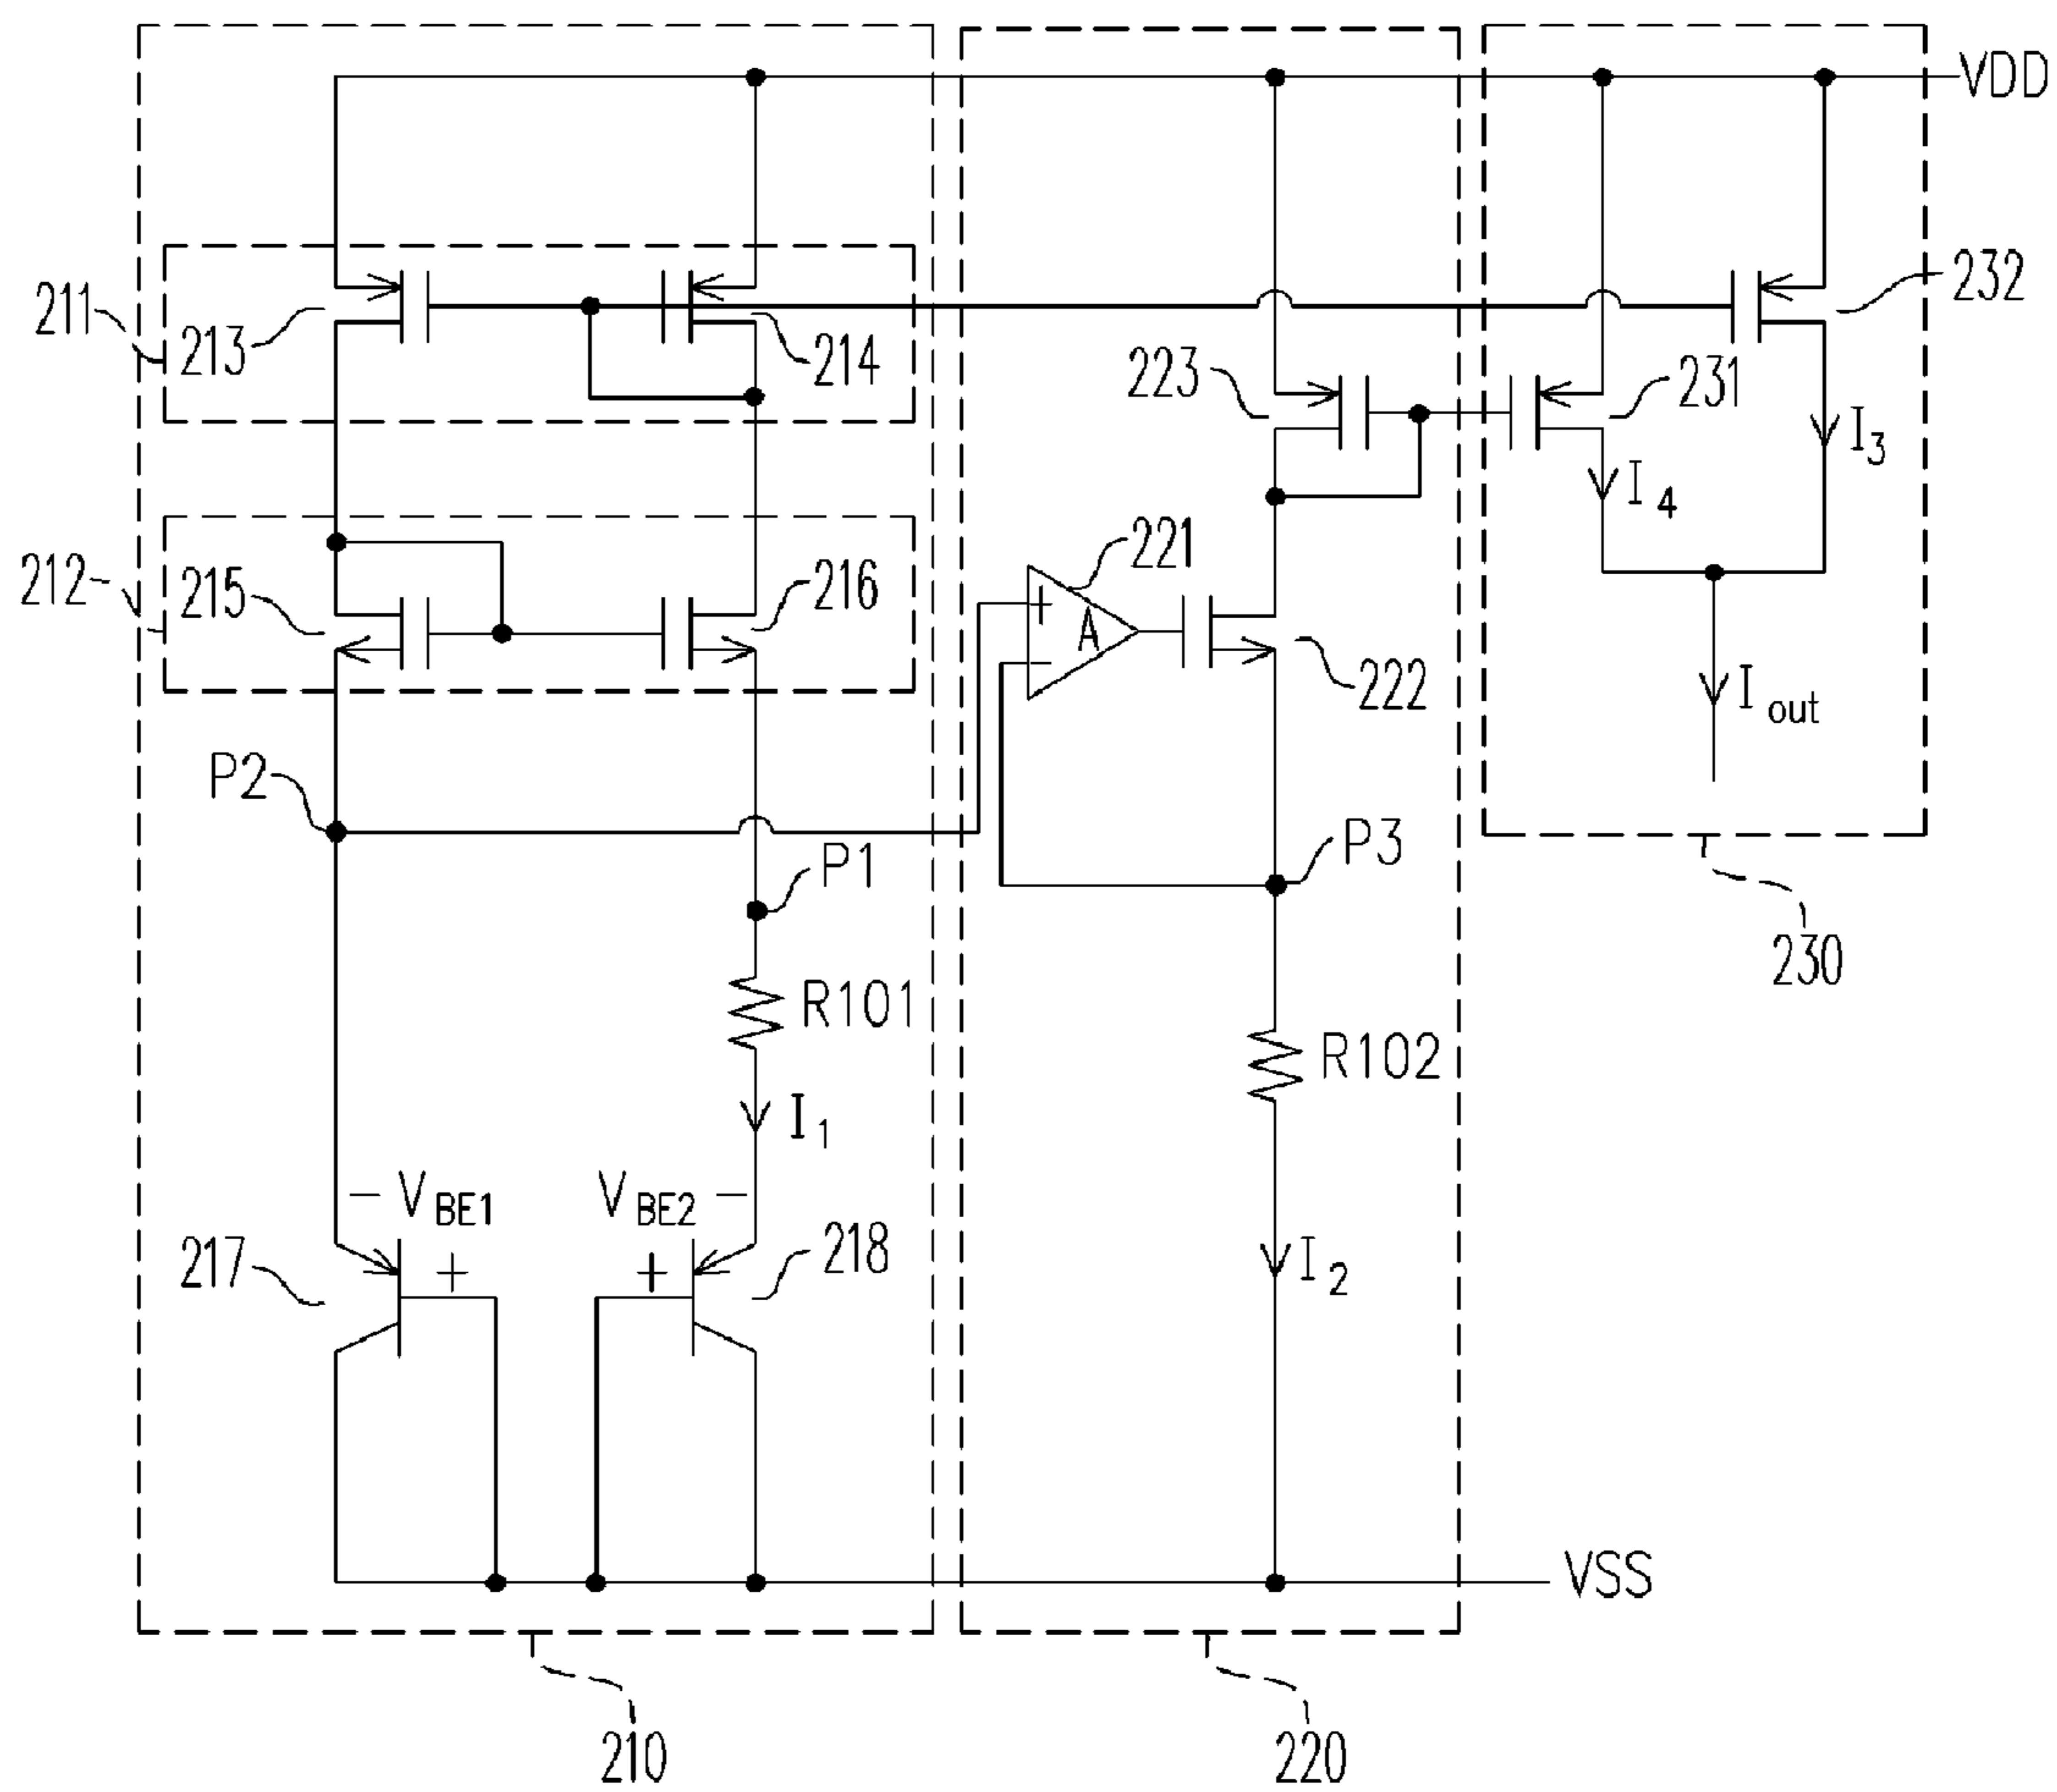 VDD
211
213
214
223
231
232
I3
I4
212
215
216
221
+
A
−
222
Iout
P2
P1
P3
230
R101
R102
I1
− VBE1
VBE2 −
217
+
+
218
I2
VSS
210
220